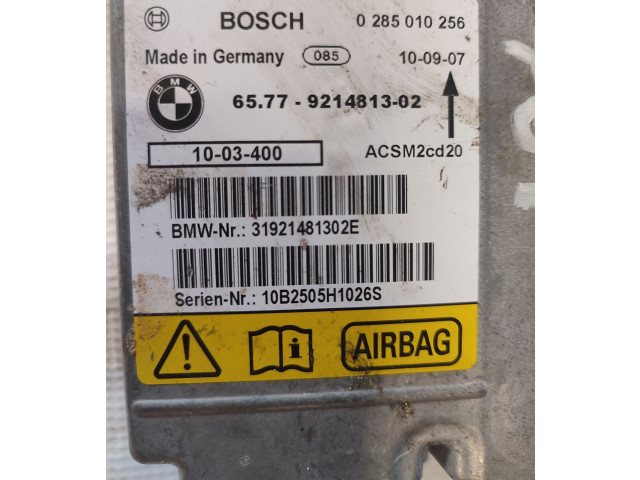 BOSCH 0 285 010 256
Made in Germany 085 10-09-07
BMW 65.77 - 9214813-02
10-03-400 ACSM2cd20
BMW-Nr.: 31921481302E
Serien-Nr.: 10B2505H1026S
AIRBAG